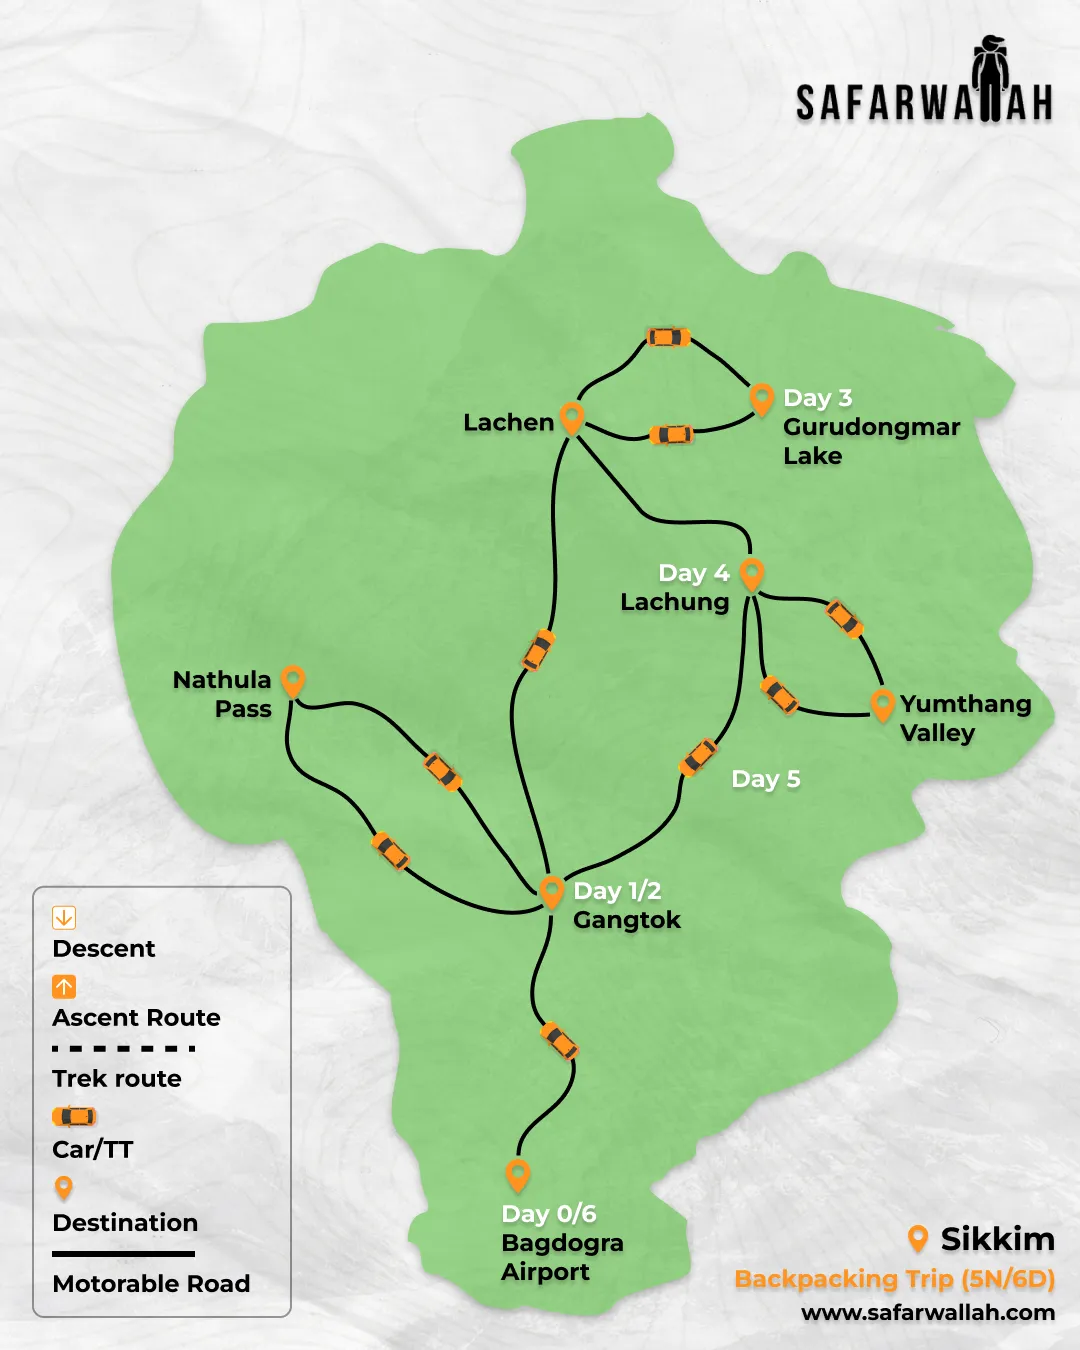 SAFARWALLAH
Day 3
Gurudongmar
Lake
Lachen
Day 4
Lachung
Nathula
Pass
Yumthang
Valley
Day 5
Day 1/2
Gangtok
Descent
Ascent Route
Trek route
Car/TT
Destination
Motorable Road
Day 0/6
Bagdogra
Airport
Sikkim
Backpacking Trip (5N/6D)
www.safarwallah.com